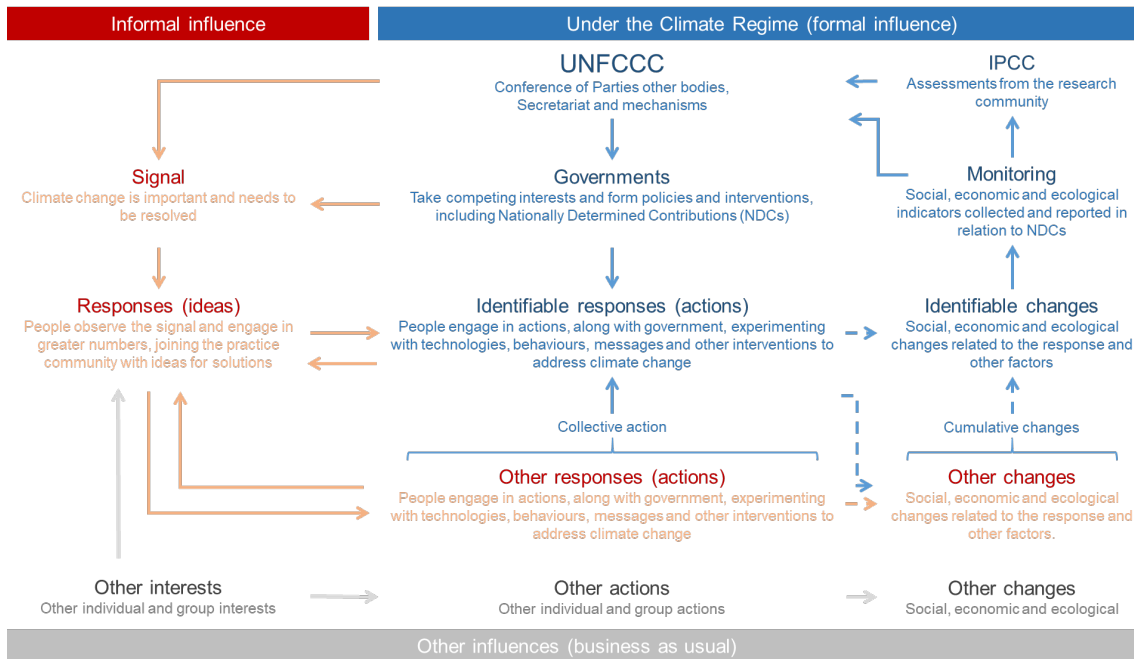 Informal influence
Under the Climate Regime (formal influence)
UNFCCC
Conference of Parties other bodies,
Secretariat and mechanisms
IPCC
Assessments from the research
community
Signal
Climate change is important and needs to
be resolved
Governments
Take competing interests and form policies and interventions,
including Nationally Determined Contributions (NDCs)
Monitoring
Social, economic and ecological
indicators collected and reported in
relation to NDCs
Responses (ideas)
People observe the signal and engage in
greater numbers, joining the practice
community with ideas for solutions
Identifiable responses (actions)
People engage in actions, along with government, experimenting
with technologies, behaviours, messages and other interventions to
address climate change
Identifiable changes
Social, economic and ecological
changes related to the response and
other factors
Collective action
Cumulative changes
Other responses (actions)
People engage in actions, along with government, experimenting
with technologies, behaviours, messages and other interventions to
address climate change
Other changes
Social, economic and ecological
changes related to the response and
other factors.
Other interests
Other individual and group interests
Other actions
Other individual and group actions
Other changes
Social, economic and ecological
Other influences (business as usual)